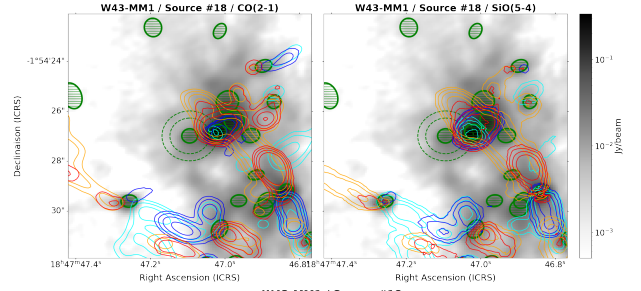 W43-MM1 / Source #18 / CO(2-1)
W43-MM1 / Source #18 / SiO(5-4)
Declinaison (ICRS)
-1°54'24"
26"
28"
30"
18ʰ47ᵐ47.4ˢ
47.2ˢ
47.0ˢ
46.8ˢ
18ʰ47ᵐ47.4ˢ
47.2ˢ
47.0ˢ
46.8ˢ
Right Ascension (ICRS)
Right Ascension (ICRS)
10⁻¹
10⁻²
10⁻³
Jy/beam